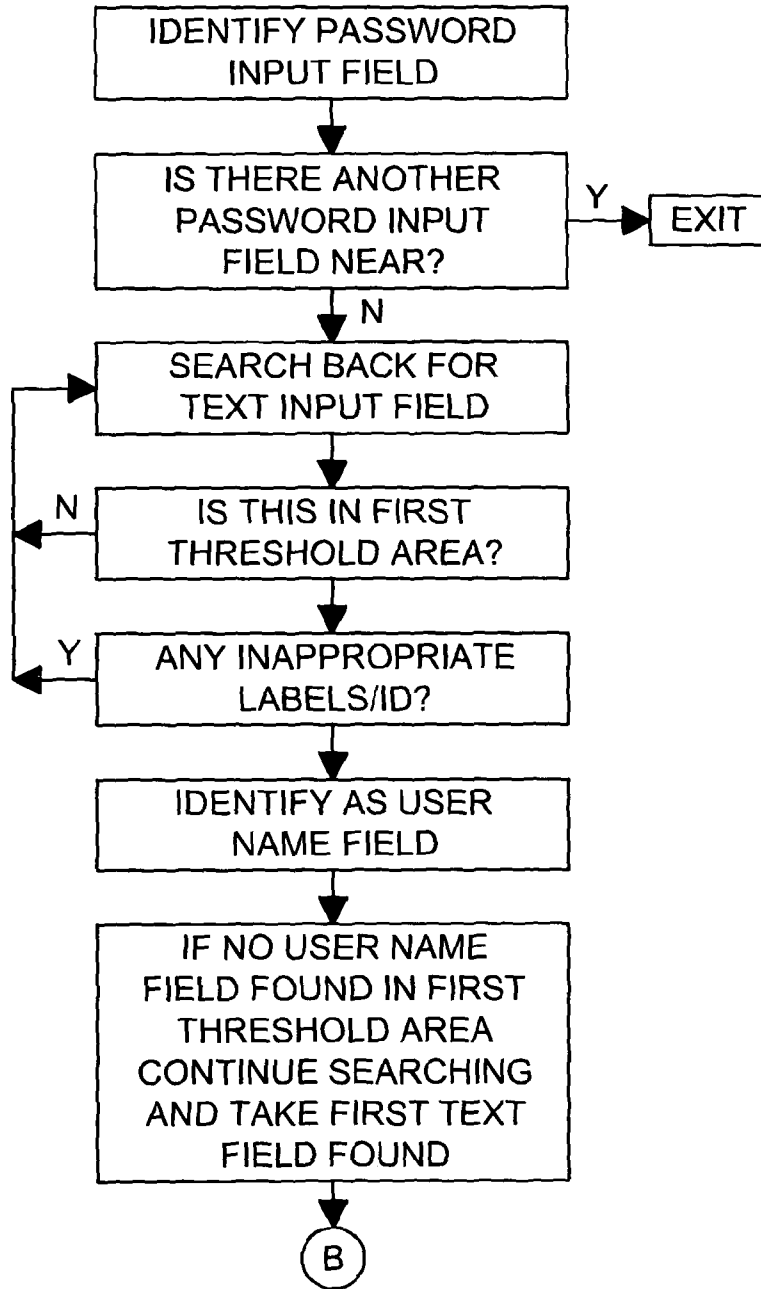 IDENTIFY PASSWORD
INPUT FIELD
IS THERE ANOTHER
PASSWORD INPUT
FIELD NEAR?
Y
EXIT
N
SEARCH BACK FOR
TEXT INPUT FIELD
N
IS THIS IN FIRST
THRESHOLD AREA?
Y
ANY INAPPROPRIATE
LABELS/ID?
IDENTIFY AS USER
NAME FIELD
IF NO USER NAME
FIELD FOUND IN FIRST
THRESHOLD AREA
CONTINUE SEARCHING
AND TAKE FIRST TEXT
FIELD FOUND
B